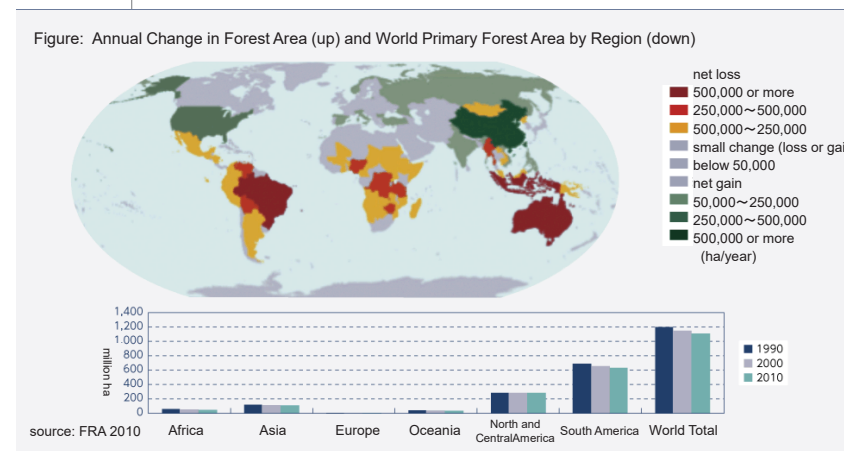 Figure: Annual Change in Forest Area (up) and World Primary Forest Area by Region (down)
net loss
500,000 or more
250,000～500,000
500,000～250,000
small change (loss or gai
below 50,000
net gain
50,000～250,000
250,000～500,000
500,000 or more
(ha/year)
1,400
1,200
1.000
800
600
400
200
0
million ha
1990
2000
2010
Africa
Asia
Europe
Oceania
North and
CentralAmerica
South America
World Total
source: FRA 2010